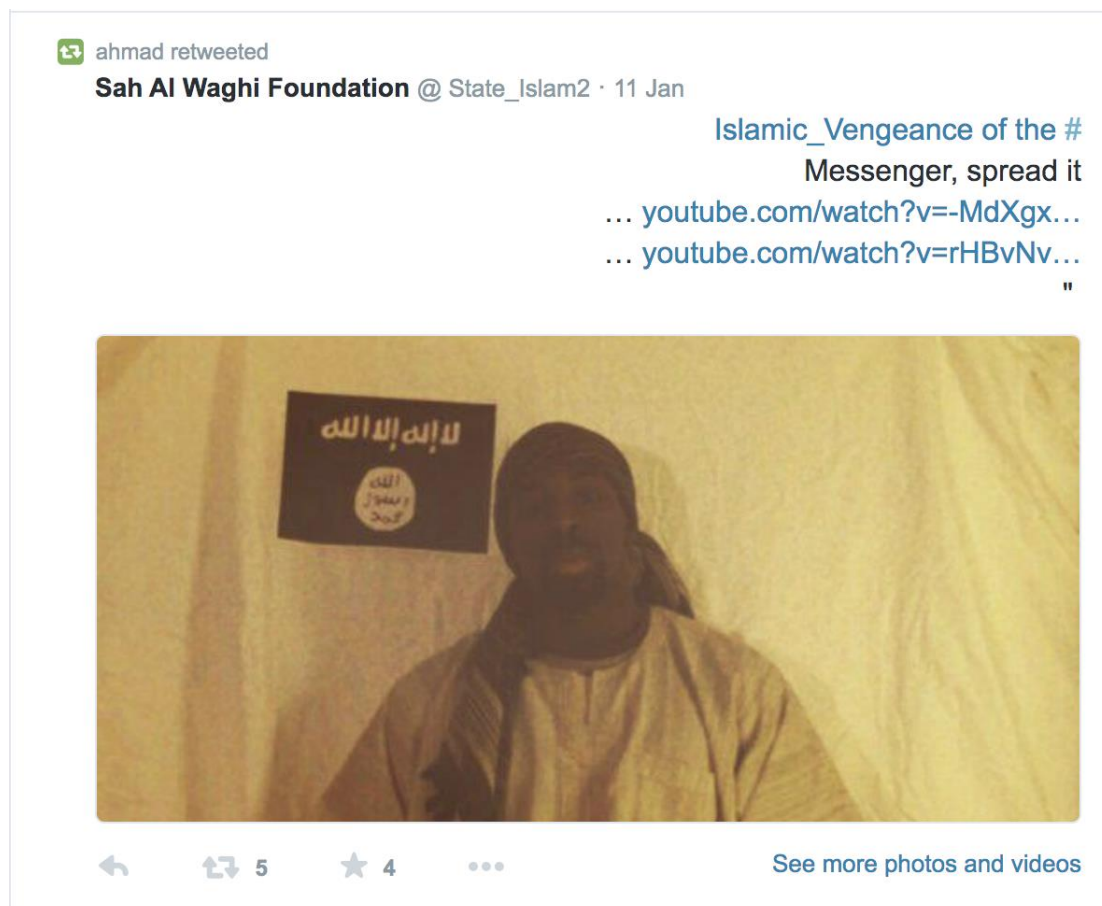 ahmad retweeted
Sah Al Waghi Foundation @ State_Islam2 · 11 Jan
Islamic_Vengeance of the #
Messenger, spread it
... youtube.com/watch?v=-MdXgx...
... youtube.com/watch?v=rHBvNv...
"
لا إله إلا الله
الله
رسول
محمد
5
4
See more photos and videos